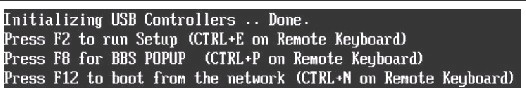 Initializing USB Controllers .. Done.
Press F2 to run Setup (CTRL+E on Remote Keyboard)
Press F8 for BBS POPUP (CTRL+P on Remote Keyboard)
Press F12 to boot from the network (CTRL+N on Remote Keyboard)